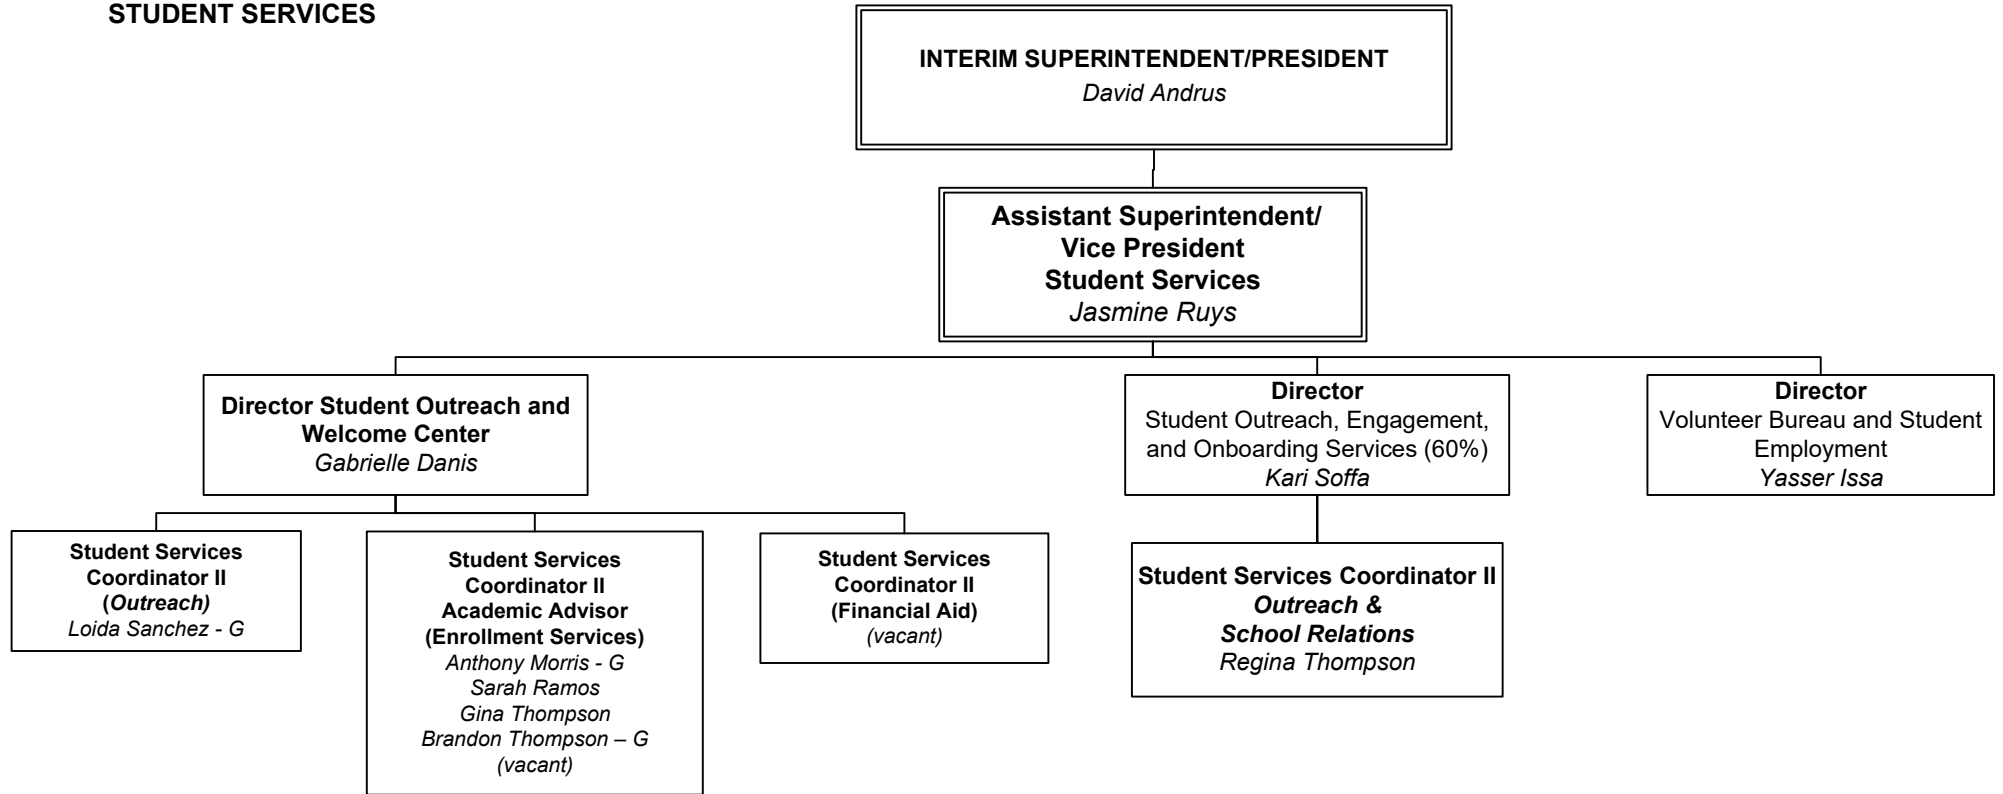 STUDENT SERVICES
INTERIM SUPERINTENDENT/PRESIDENT
David Andrus
Assistant Superintendent/
Vice President
Student Services
Jasmine Ruys
Director Student Outreach and
Welcome Center
Gabrielle Danis
Director
Student Outreach, Engagement,
and Onboarding Services (60%)
Kari Soffa
Director
Volunteer Bureau and Student
Employment
Yasser Issa
Student Services
Coordinator II
(Outreach)
Loida Sanchez - G
Student Services
Coordinator II
Academic Advisor
(Enrollment Services)
Anthony Morris - G
Sarah Ramos
Gina Thompson
Brandon Thompson – G
(vacant)
Student Services
Coordinator II
(Financial Aid)
(vacant)
Student Services Coordinator II
Outreach &
School Relations
Regina Thompson